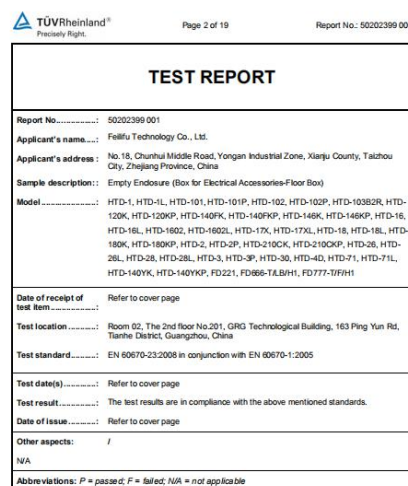 TÜVRheinland®
Precisely Right.
Page 2 of 19
Report No.: 50202399 00
TEST REPORT
Report No.............: 50202399 001
Applicant's name.....: Feilifu Technology Co., Ltd.
Applicant's address : No.18, Chunhui Middle Road, Yongan Industrial Zone, Xianju County, Taizhou
City, Zhejiang Province, China
Sample description: : Empty Enclosure (Box for Electrical Accessories-Floor Box)
Model ....................: HTD-1, HTD-1L, HTD-101, HTD-101P, HTD-102, HTD-102P, HTD-103B2R, HTD-
120K, HTD-120KP, HTD-140FK, HTD-140FKP, HTD-146K, HTD-146KP, HTD-16,
HTD-16L, HTD-1602, HTD-1602L, HTD-17X, HTD-17XL, HTD-18, HTD-18L, HTD-
180K, HTD-180KP, HTD-2, HTD-2P, HTD-210CK, HTD-210CKP, HTD-26, HTD-
26L, HTD-28, HTD-28L, HTD-3, HTD-3P, HTD-30, HTD-4D, HTD-71, HTD-71L,
HTD-140YK, HTD-140YKP, FD221, FD666-T/LB/H1, FD777-T/F/H1
Date of receipt of
test item ..................: Refer to cover page
Test location ...........: Room 02, The 2nd floor No.201, GRG Technological Building, 163 Ping Yun Rd,
Tianhe District, Guangzhou, China
Test standard..........: EN 60670-23:2008 in conjunction with EN 60670-1:2005
Test date(s)..............: Refer to cover page
Test result................: The test results are in compliance with the above mentioned standards.
Date of issue...........: Refer to cover page
Other aspects: /
N/A
Abbreviations: P = passed; F = failed; N/A = not applicable